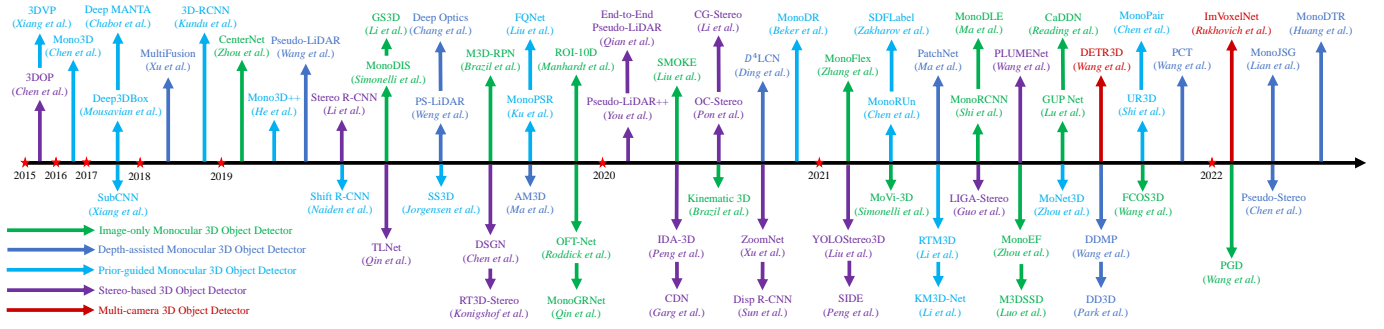 3DVP
(Xiang et al.)
Mono3D
(Chen et al.)
3DOP
(Chen et al.)
Deep MANTA
(Chabot et al.)
Deep3DBox
(Mousavian et al.)
MultiFusion
(Xu et al.)
3D-RCNN
(Kundu et al.)
CenterNet
(Zhou et al.)
Mono3D++
(He et al.)
Pseudo-LiDAR
(Wang et al.)
Stereo R-CNN
(Li et al.)
GS3D
(Li et al.)
MonoDIS
(Simonelli et al.)
Deep Optics
(Chang et al.)
PS-LiDAR
(Weng et al.)
M3D-RPN
(Brazil et al.)
FQNet
(Liu et al.)
MonoPSR
(Ku et al.)
ROI-10D
(Manhardt et al.)
End-to-End
Pseudo-LiDAR
(Qian et al.)
Pseudo-LiDAR++
(You et al.)
SMOKE
(Liu et al.)
CG-Stereo
(Li et al.)
OC-Stereo
(Pon et al.)
D⁴LCN
(Ding et al.)
MonoDR
(Beker et al.)
MonoFlex
(Zhang et al.)
SDFLabel
(Zakharov et al.)
MonoRUn
(Chen et al.)
PatchNet
(Ma et al.)
MonoDLE
(Ma et al.)
MonoRCNN
(Shi et al.)
PLUMENet
(Wang et al.)
CaDDN
(Reading et al.)
GUP Net
(Lu et al.)
DETR3D
(Wang et al.)
MonoPair
(Chen et al.)
UR3D
(Shi et al.)
PCT
(Wang et al.)
ImVoxelNet
(Rukhovich et al.)
MonoJSG
(Lian et al.)
MonoDTR
(Huang et al.)
2015
2016
2017
2018
2019
2020
2021
2022
SubCNN
(Xiang et al.)
Shift R-CNN
(Naiden et al.)
TLNet
(Qin et al.)
SS3D
(Jorgensen et al.)
DSGN
(Chen et al.)
RT3D-Stereo
(Konigshof et al.)
AM3D
(Ma et al.)
OFT-Net
(Roddick et al.)
MonoGRNet
(Qin et al.)
IDA-3D
(Peng et al.)
CDN
(Garg et al.)
Kinematic 3D
(Brazil et al.)
ZoomNet
(Xu et al.)
Disp R-CNN
(Sun et al.)
YOLOStereo3D
(Liu et al.)
SIDE
(Peng et al.)
MoVi-3D
(Simonelli et al.)
RTM3D
(Li et al.)
KM3D-Net
(Li et al.)
LIGA-Stereo
(Guo et al.)
MonoEF
(Zhou et al.)
M3DSSD
(Luo et al.)
MoNet3D
(Zhou et al.)
DDMP
(Wang et al.)
DD3D
(Park et al.)
FCOS3D
(Wang et al.)
PGD
(Wang et al.)
Pseudo-Stereo
(Chen et al.)
Image-only Monocular 3D Object Detector
Depth-assisted Monocular 3D Object Detector
Prior-guided Monocular 3D Object Detector
Stereo-based 3D Object Detector
Multi-camera 3D Object Detector